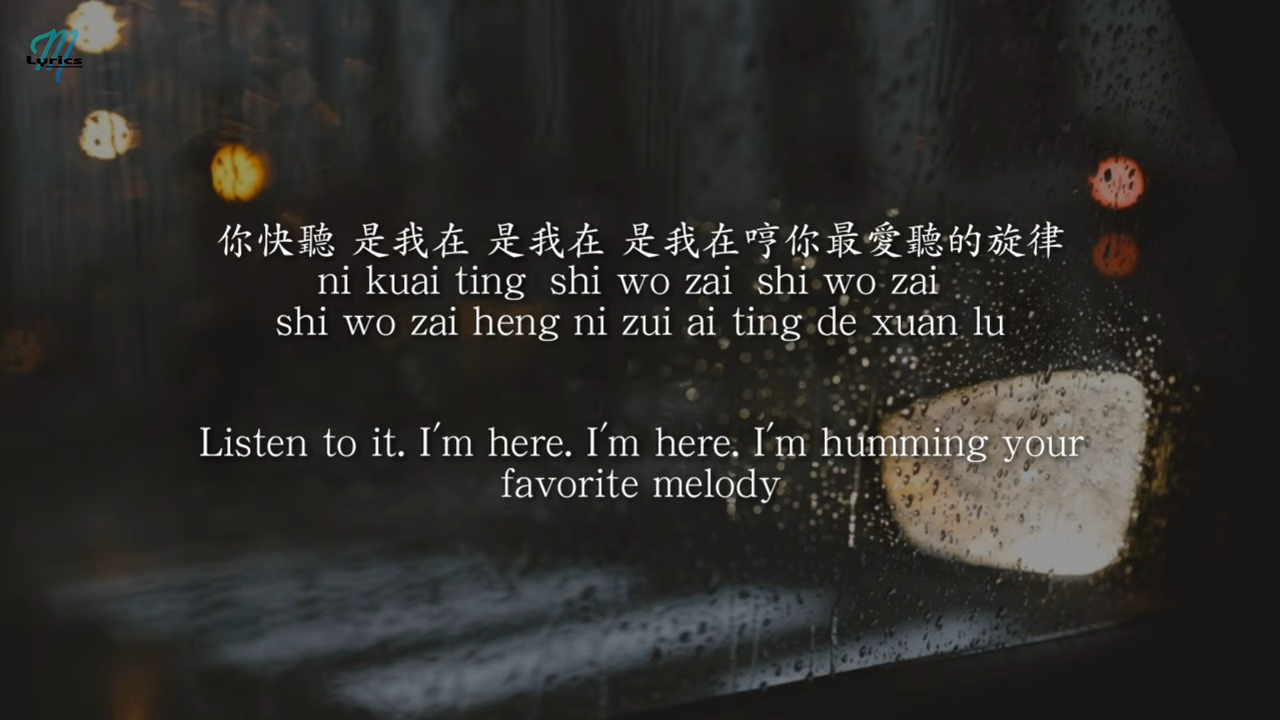 M
Lyrics
你快聽 是我在 是我在 是我在哼你最愛聽的旋律
ni kuai ting  shi wo zai  shi wo zai
shi wo zai heng ni zui ai ting de xuan lu
Listen to it. I'm here. I'm here. I'm humming your
favorite melody